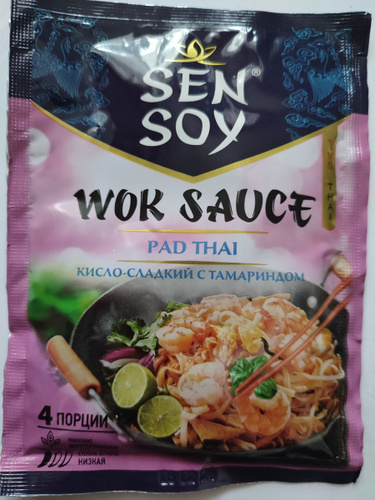 SEN®
SOY
WOK SAUCE
PAD THAI
КИСЛО-СЛАДКИЙ С ТАМАРИНДОМ
4 ПОРЦИИ
НИЗКАЯ